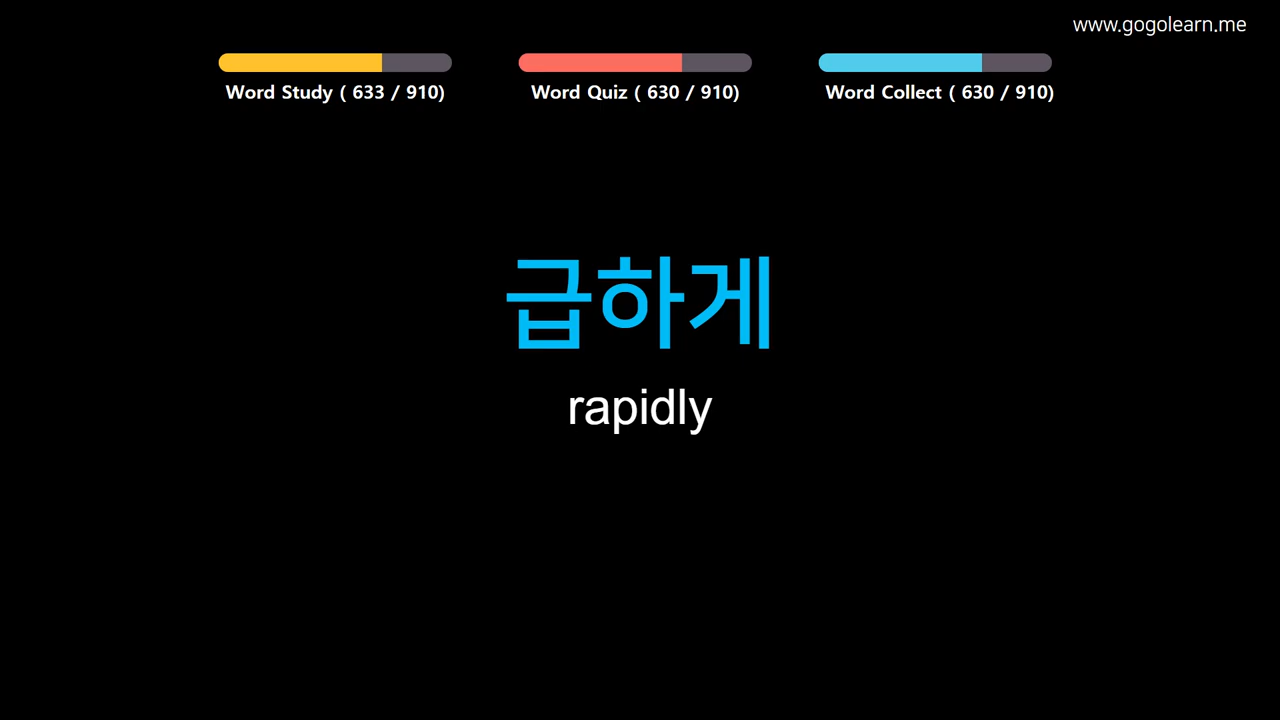 www.gogolearn.me
Word Study ( 633 / 910)
Word Quiz ( 630 / 910)
Word Collect ( 630 / 910)
급하게
rapidly